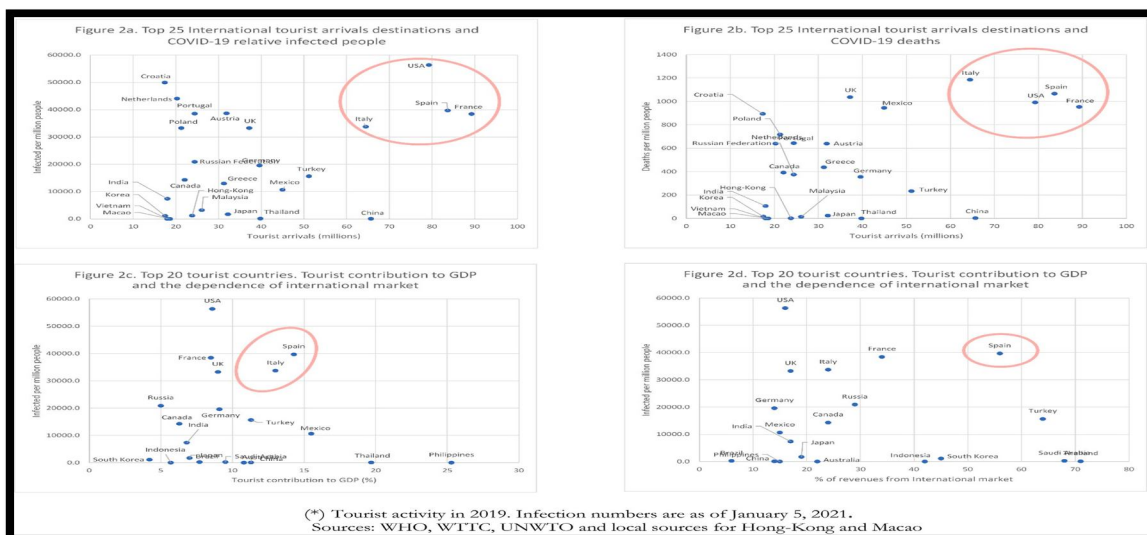 Figure 2a. Top 25 International tourist arrivals destinations and
COVID-19 relative infected people
Infected per million people
60000.0
50000.0
40000.0
30000.0
20000.0
10000.0
0.0
USA
Croatia
Netherlands
Portugal
Spain
France
Poland
Austria
UK
Italy
Russian Federation
Germany
Turkey
India
Canada
Greece
Mexico
Korea
Hong-Kong
Vietnam
Malaysia
Macao
Japan
Thailand
China
0 10 20 30 40 50 60 70 80 90 100
Tourist arrivals (millions)
Figure 2b. Top 25 International tourist arrivals destinations and
COVID-19 deaths
Deaths per million people
1400
1200
1000
800
600
400
200
0
Italy
UK
Spain
Croatia
Mexico
USA
France
Poland
Netherlands
Portugal
Russian Federation
Austria
Canada
Greece
Germany
India
Hong-Kong
Malaysia
Turkey
Korea
Vietnam
Macao
Japan
Thailand
China
0 10 20 30 40 50 60 70 80 90 100
Tourist arrivals (millions)
Figure 2c. Top 20 tourist countries. Tourist contribution to GDP
and the dependence of international market
Infected per million people
60000.0
50000.0
40000.0
30000.0
20000.0
10000.0
0.0
USA
Spain
France
UK
Italy
Russia
Canada
Germany
India
Turkey
Mexico
Indonesia
South Korea
Japan
Brazil
Saudi Arabia
Australia
China
Thailand
Philippines
0 5 10 15 20 25 30
Tourist contribution to GDP (%)
Figure 2d. Top 20 tourist countries. Tourist contribution to GDP
and the dependence of international market
Infected per million people
60000.0
50000.0
40000.0
30000.0
20000.0
10000.0
0.0
USA
France
Spain
UK
Italy
Germany
Russia
Turkey
Canada
Mexico
India
Japan
Brazil
Philippines
China
Australia
Indonesia
South Korea
Saudi Arabia
Thailand
0 10 20 30 40 50 60 70 80
% of revenues from International market
(*) Tourist activity in 2019. Infection numbers are as of January 5, 2021.
Sources: WHO, WTTC, UNWTO and local sources for Hong-Kong and Macao